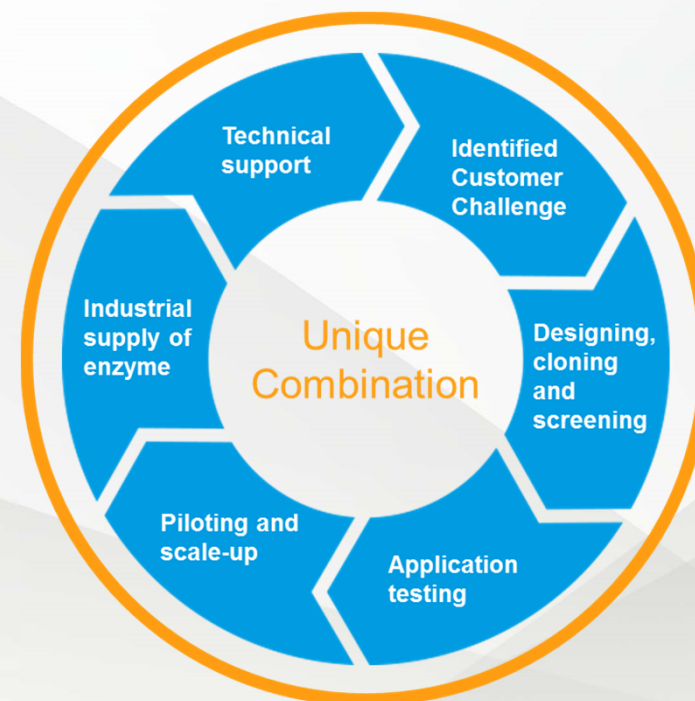 Technical
support
Identified
Customer
Challenge
Designing,
cloning
and
screening
Application
testing
Piloting and
scale-up
Industrial
supply of
enzyme
Unique
Combination